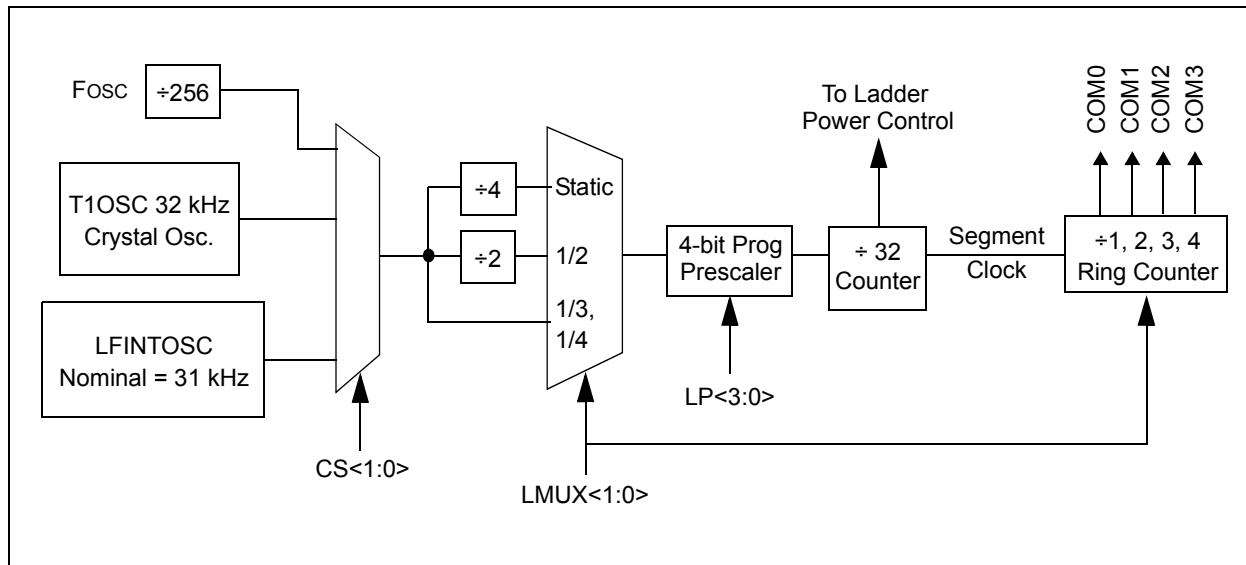 FOSC
÷256
T1OSC 32 kHz
Crystal Osc.
LFINTOSC
Nominal = 31 kHz
CS<1:0>
÷4
÷2
Static
1/2
1/3,
1/4
LMUX<1:0>
4-bit Prog
Prescaler
LP<3:0>
To Ladder
Power Control
÷ 32
Counter
Segment
Clock
COM0
COM1
COM2
COM3
÷1, 2, 3, 4
Ring Counter